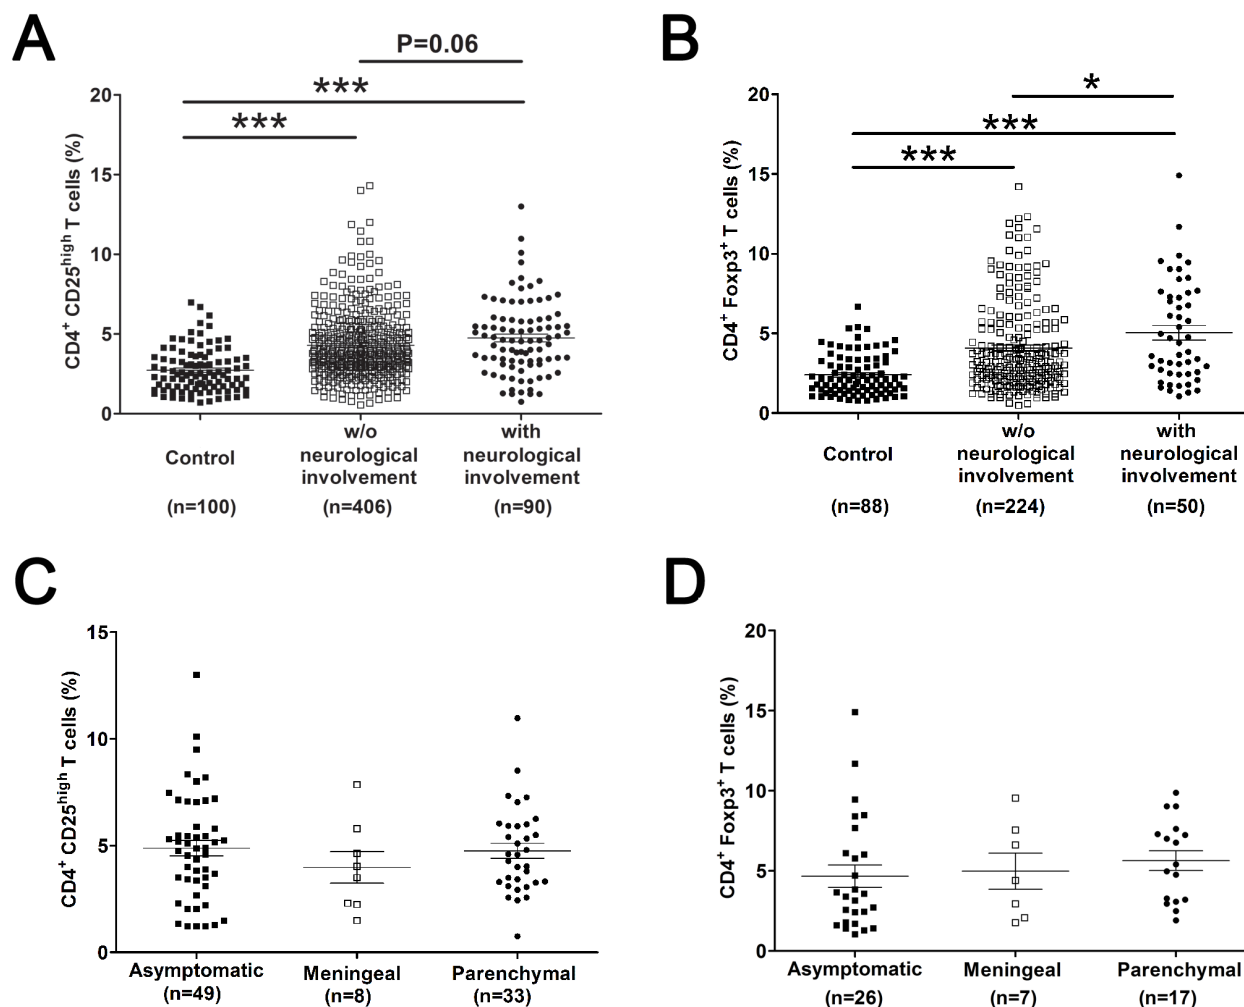 A
P=0.06
***
***
CD4+ CD25high T cells (%)
20
15
10
5
0
Control
w/o
neurological
involvement
with
neurological
involvement
(n=100)
(n=406)
(n=90)
B
*
***
***
CD4+ Foxp3+ T cells (%)
20
15
10
5
0
Control
w/o
neurological
involvement
with
neurological
involvement
(n=88)
(n=224)
(n=50)
C
CD4+ CD25high T cells (%)
15
10
5
0
Asymptomatic
Meningeal
Parenchymal
(n=49)
(n=8)
(n=33)
D
CD4+ Foxp3+ T cells (%)
20
15
10
5
0
Asymptomatic
Meningeal
Parenchymal
(n=26)
(n=7)
(n=17)